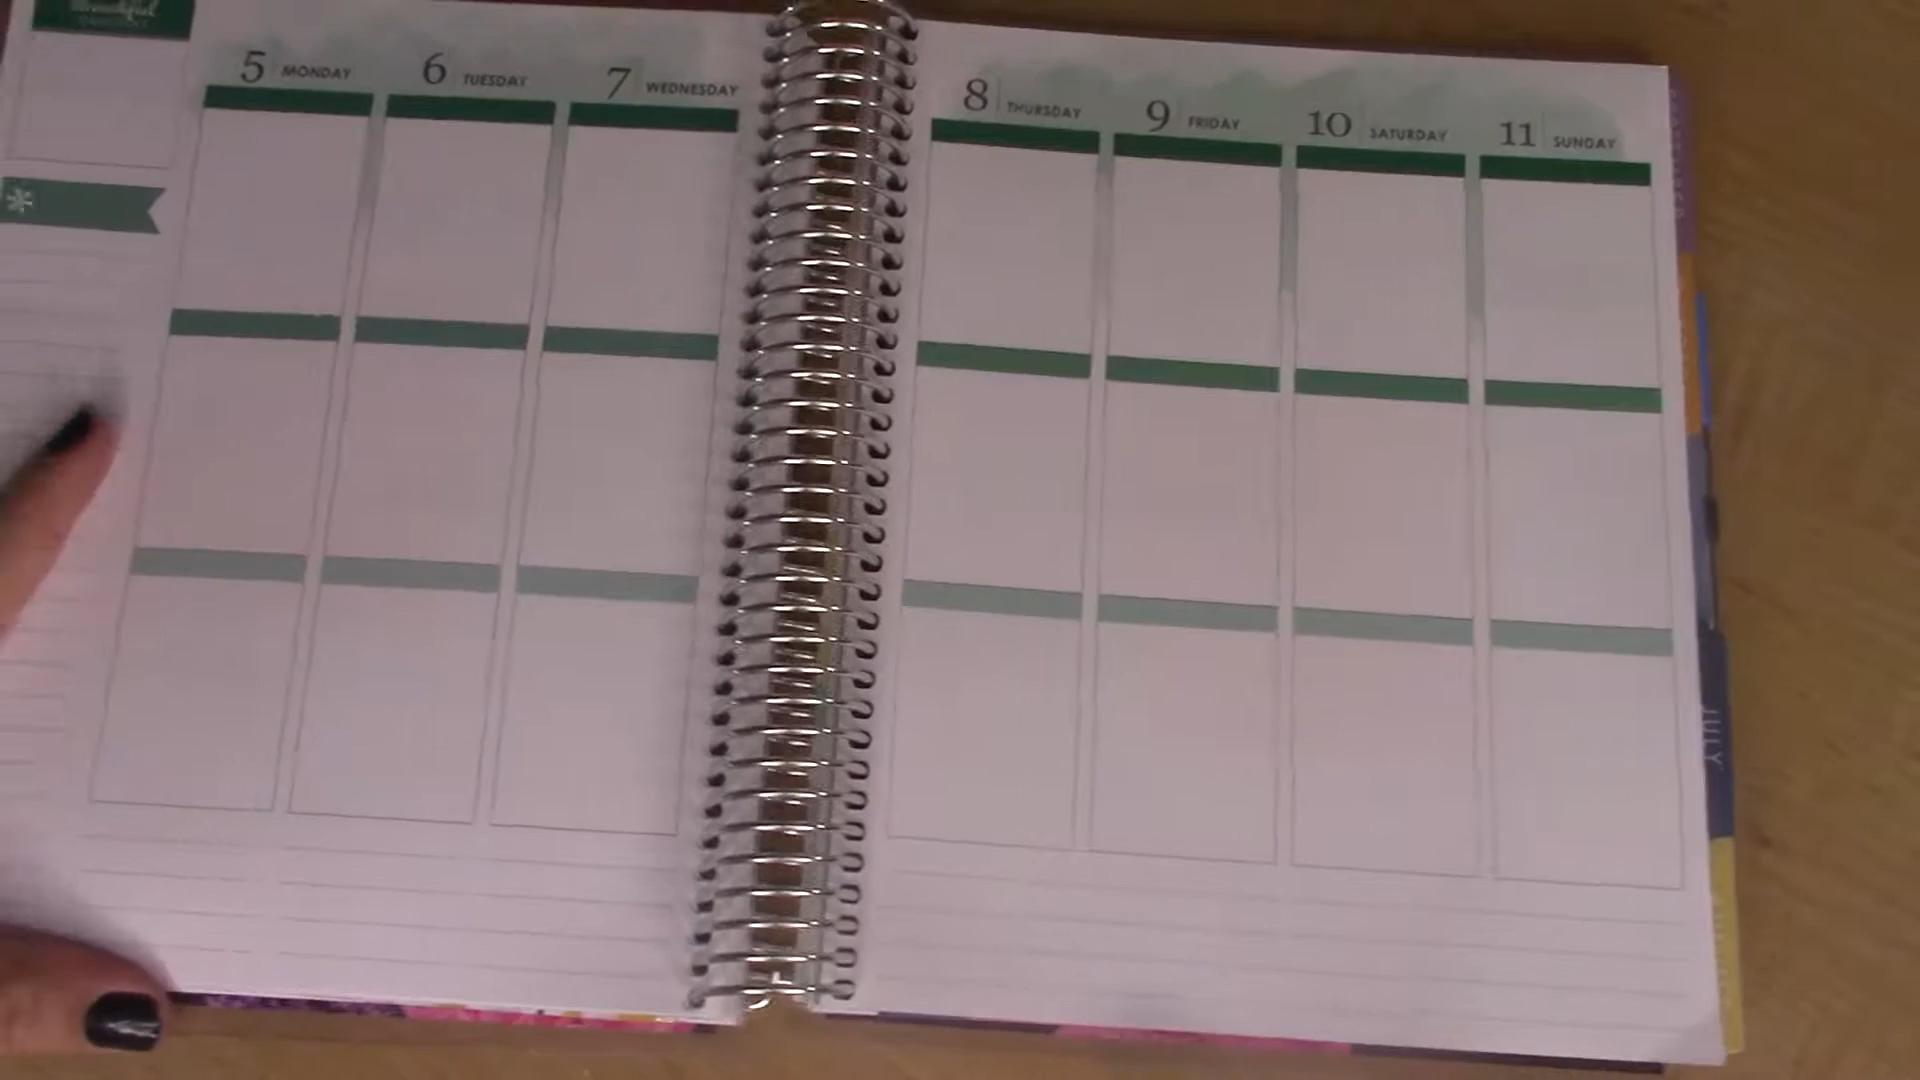 5 MONDAY
6 TUESDAY
7 WEDNESDAY
8 THURSDAY
9 FRIDAY
10 SATURDAY
11 SUNDAY
JULY